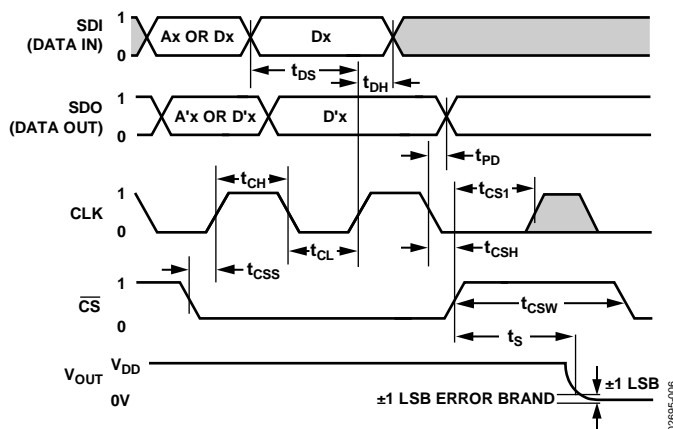 SDI
(DATA IN)
1
0
Ax OR Dx
Dx
tDS
tDH
SDO
(DATA OUT)
1
0
A'x OR D'x
D'x
tPD
CLK
1
0
tCH
tCL
tCS1
tCSH
CS
1
0
tCSS
tCSW
tS
VOUT
VDD
0V
±1 LSB
±1 LSB ERROR BRAND
02695-006